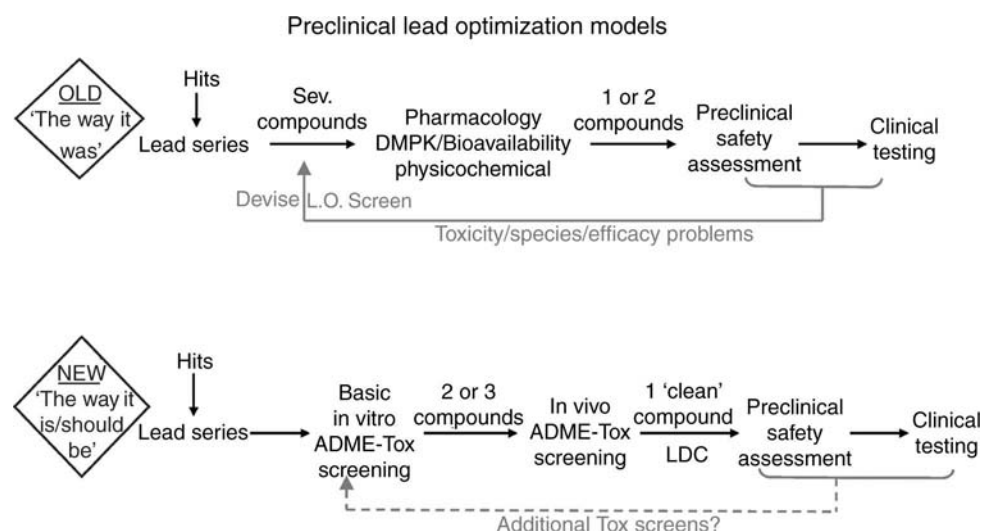 Preclinical lead optimization models
OLD
'The way it
was'
Hits
Lead series
Sev.
compounds
Pharmacology
DMPK/Bioavailability
physicochemical
1 or 2
compounds
Preclinical
safety
assessment
Clinical
testing
Devise L.O. Screen
Toxicity/species/efficacy problems
NEW
'The way it
is/should
be'
Hits
Lead series
Basic
in vitro
ADME-Tox
screening
2 or 3
compounds
In vivo
ADME-Tox
screening
1 'clean'
compound
LDC
Preclinical
safety
assessment
Clinical
testing
Additional Tox screens?